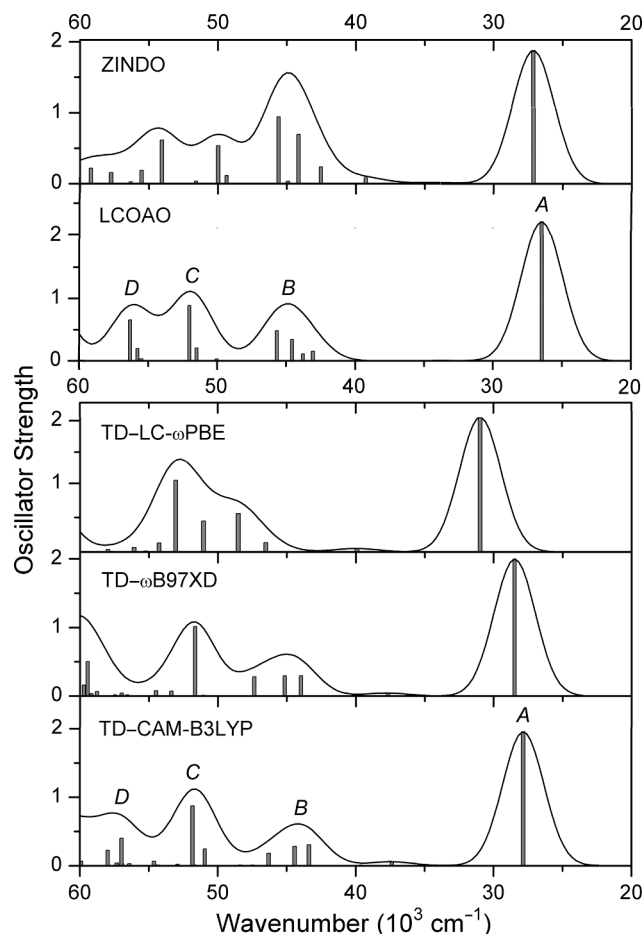 60 50 40 30 20
2
1
0
ZINDO
2
1
0
LCOAO
D C B A
60 50 40 30 20
Oscillator Strength
2
1
0
TD–LC-ωPBE
2
1
0
TD–ωB97XD
2
1
0
TD–CAM-B3LYP
D C B A
60 50 40 30 20
Wavenumber (10³ cm⁻¹)